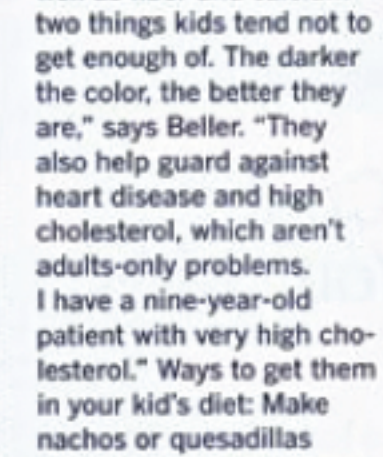 two things kids tend not to
get enough of. The darker
the color, the better they
are," says Beller. "They
also help guard against
heart disease and high
cholesterol, which aren't
adults-only problems.
I have a nine-year-old
patient with very high cho-
lesterol." Ways to get them
in your kid's diet: Make
nachos or quesadillas